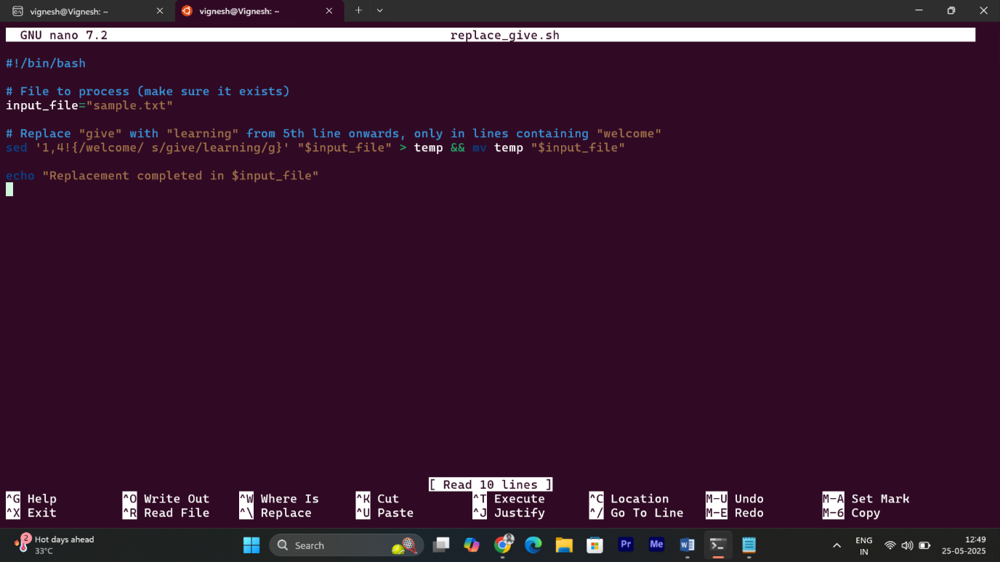 vignesh@Vignesh: ~
vignesh@Vignesh: ~
GNU nano 7.2 replace_give.sh
#!/bin/bash
# File to process (make sure it exists)
input_file="sample.txt"
# Replace "give" with "learning" from 5th line onwards, only in lines containing "welcome"
sed '1,4!{/welcome/ s/give/learning/g}' "$input_file" > temp && mv temp "$input_file"
echo "Replacement completed in $input_file"
[ Read 10 lines ]
^G Help ^O Write Out ^W Where Is ^K Cut ^T Execute ^C Location M-U Undo M-A Set Mark
^X Exit ^R Read File ^\ Replace ^U Paste ^J Justify ^/ Go To Line M-E Redo M-6 Copy
2
Hot days ahead
33°C
Search
Pr
Me
ENG
IN
12:49
25-05-2025